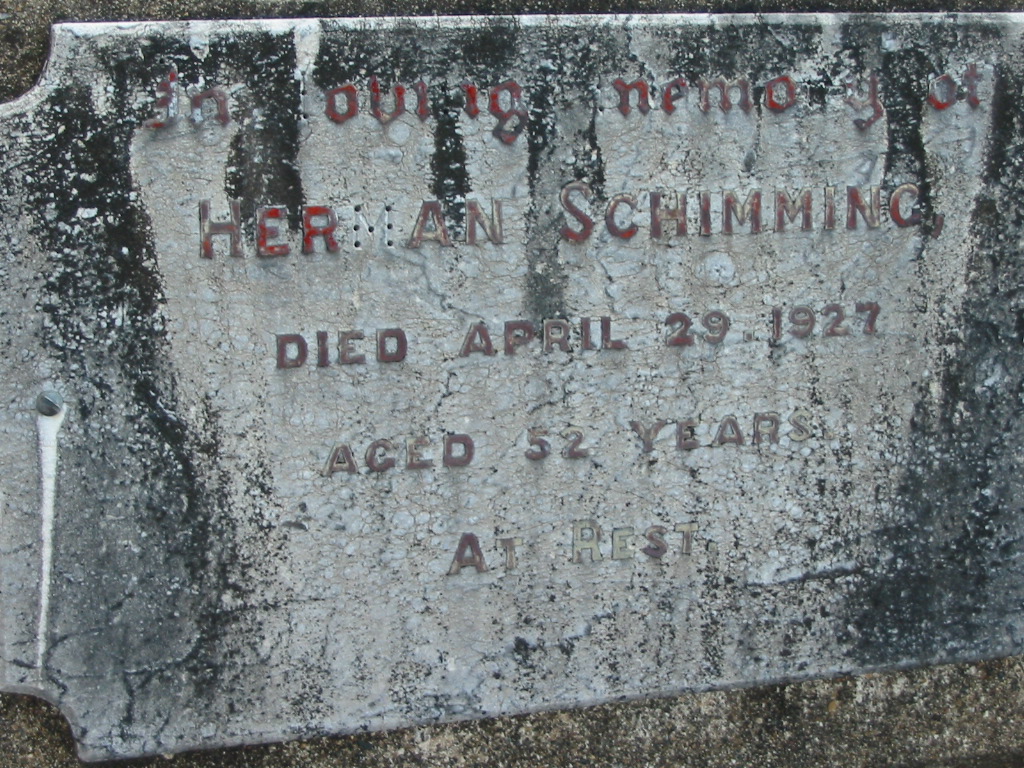 In loving memory of
HERMAN SCHIMMING,
DIED APRIL 29. 1927
AGED 52 YEARS.
AT REST.